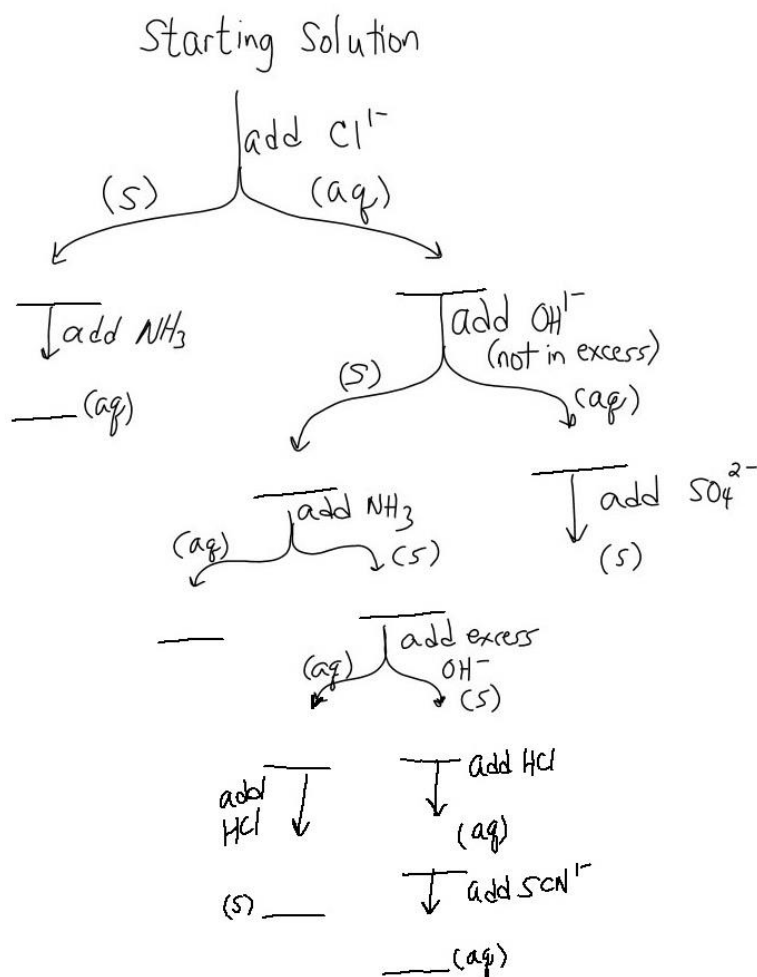 Starting Solution
add Cl¹⁻
(S)
(aq)
add NH₃
(aq)
add OH¹⁻
(not in excess)
(S)
(aq)
add NH₃
(aq)
(S)
add SO₄²⁻
(S)
add excess
OH⁻
(aq)
(S)
add
HCl
(S)
add HCl
(aq)
add SCN¹⁻
(aq)